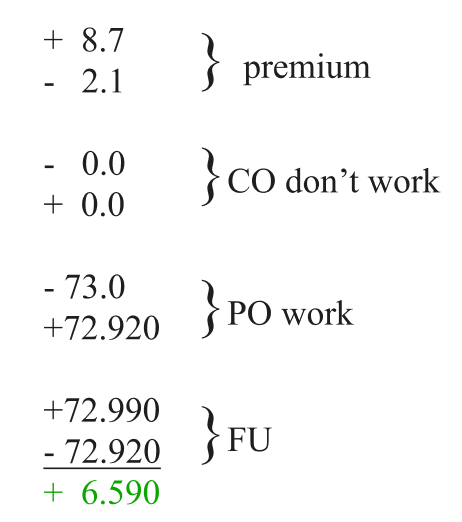 + 8.7
- 2.1
} premium
- 0.0
+ 0.0
} CO don’t work
- 73.0
+72.920
} PO work
+72.990
- 72.920
} FU
+ 6.590